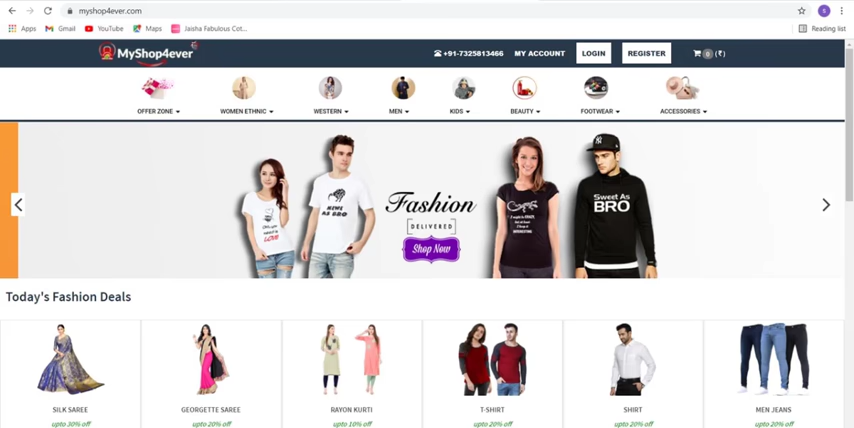 myshop4ever.com
Apps Gmail YouTube Maps Jaisha Fabulous Cot... Reading list
MyShop4ever +91-7325813466 MY ACCOUNT LOGIN REGISTER 0 (₹)
OFFER ZONE WOMEN ETHNIC WESTERN MEN KIDS BEAUTY FOOTWEAR ACCESSORIES
Fashion
DELIVERED
Shop Now
LOVE
AS BRO
Sweet As
BRO
Today's Fashion Deals
SILK SAREE GEORGETTE SAREE RAYON KURTI T-SHIRT SHIRT MEN JEANS
upto 30% off upto 20% off upto 10% off upto 20% off upto 20% off upto 20% off